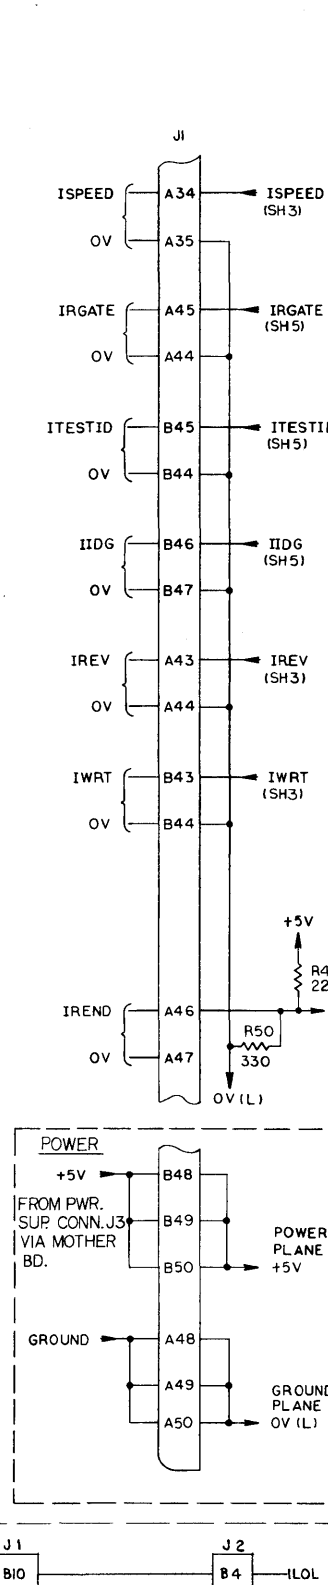 J1
ISPEED A34 ISPEED
(SH3)
0V A35
IRGATE A45 IRGATE
(SH5)
0V A44
ITESTID B45
(SH5)
0V B44
IIDG B46 IIDG
(SH5)
0V B47
IREV A43 IREV
(SH3)
0V A44
IWRT B43 IWRT
(SH3)
0V B44
+5V
IREND A46
R50
330
0V A47
0V(L)
POWER
+5V B48
FROM PWR.
SUP. CONN. J3 B49
VIA MOTHER
BD.
POWER
PLANE
B50 +5V
GROUND A48
A49
PLANE
A50 0V (L)
J1 J2
B10 B4 ILOL